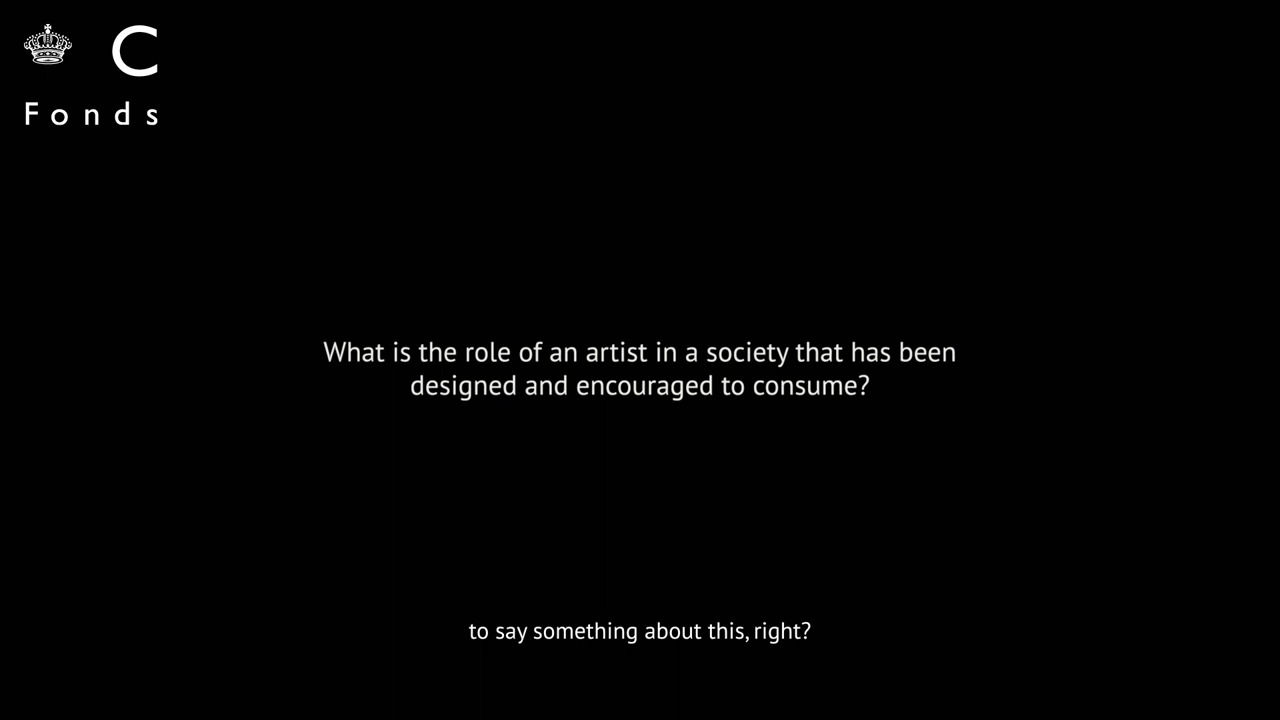 C
Fonds
What is the role of an artist in a society that has been
designed and encouraged to consume?
to say something about this, right?